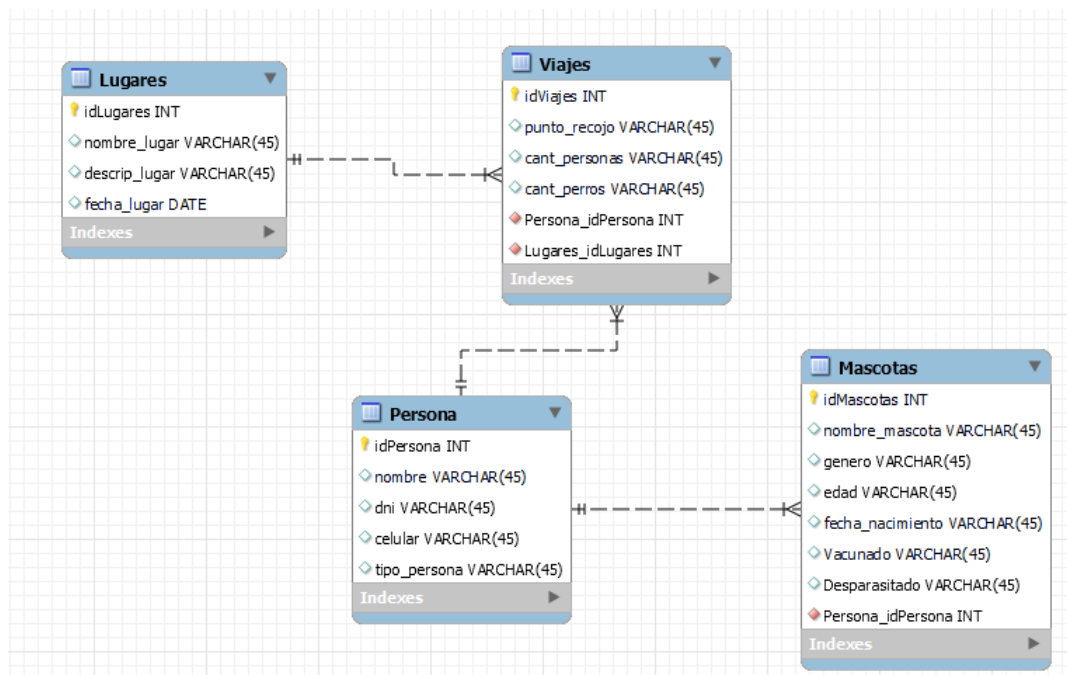 Lugares
idLugares INT
nombre_lugar VARCHAR(45)
descrip_lugar VARCHAR(45)
fecha_lugar DATE
Indexes
Viajes
idViajes INT
punto_recojo VARCHAR(45)
cant_personas VARCHAR(45)
cant_perros VARCHAR(45)
Persona_idPersona INT
Lugares_idLugares INT
Indexes
Persona
idPersona INT
nombre VARCHAR(45)
dni VARCHAR(45)
celular VARCHAR(45)
tipo_persona VARCHAR(45)
Indexes
Mascotas
idMascotas INT
nombre_mascota VARCHAR(45)
genero VARCHAR(45)
edad VARCHAR(45)
fecha_nacimiento VARCHAR(45)
Vacunado VARCHAR(45)
Desparasitado VARCHAR(45)
Persona_idPersona INT
Indexes